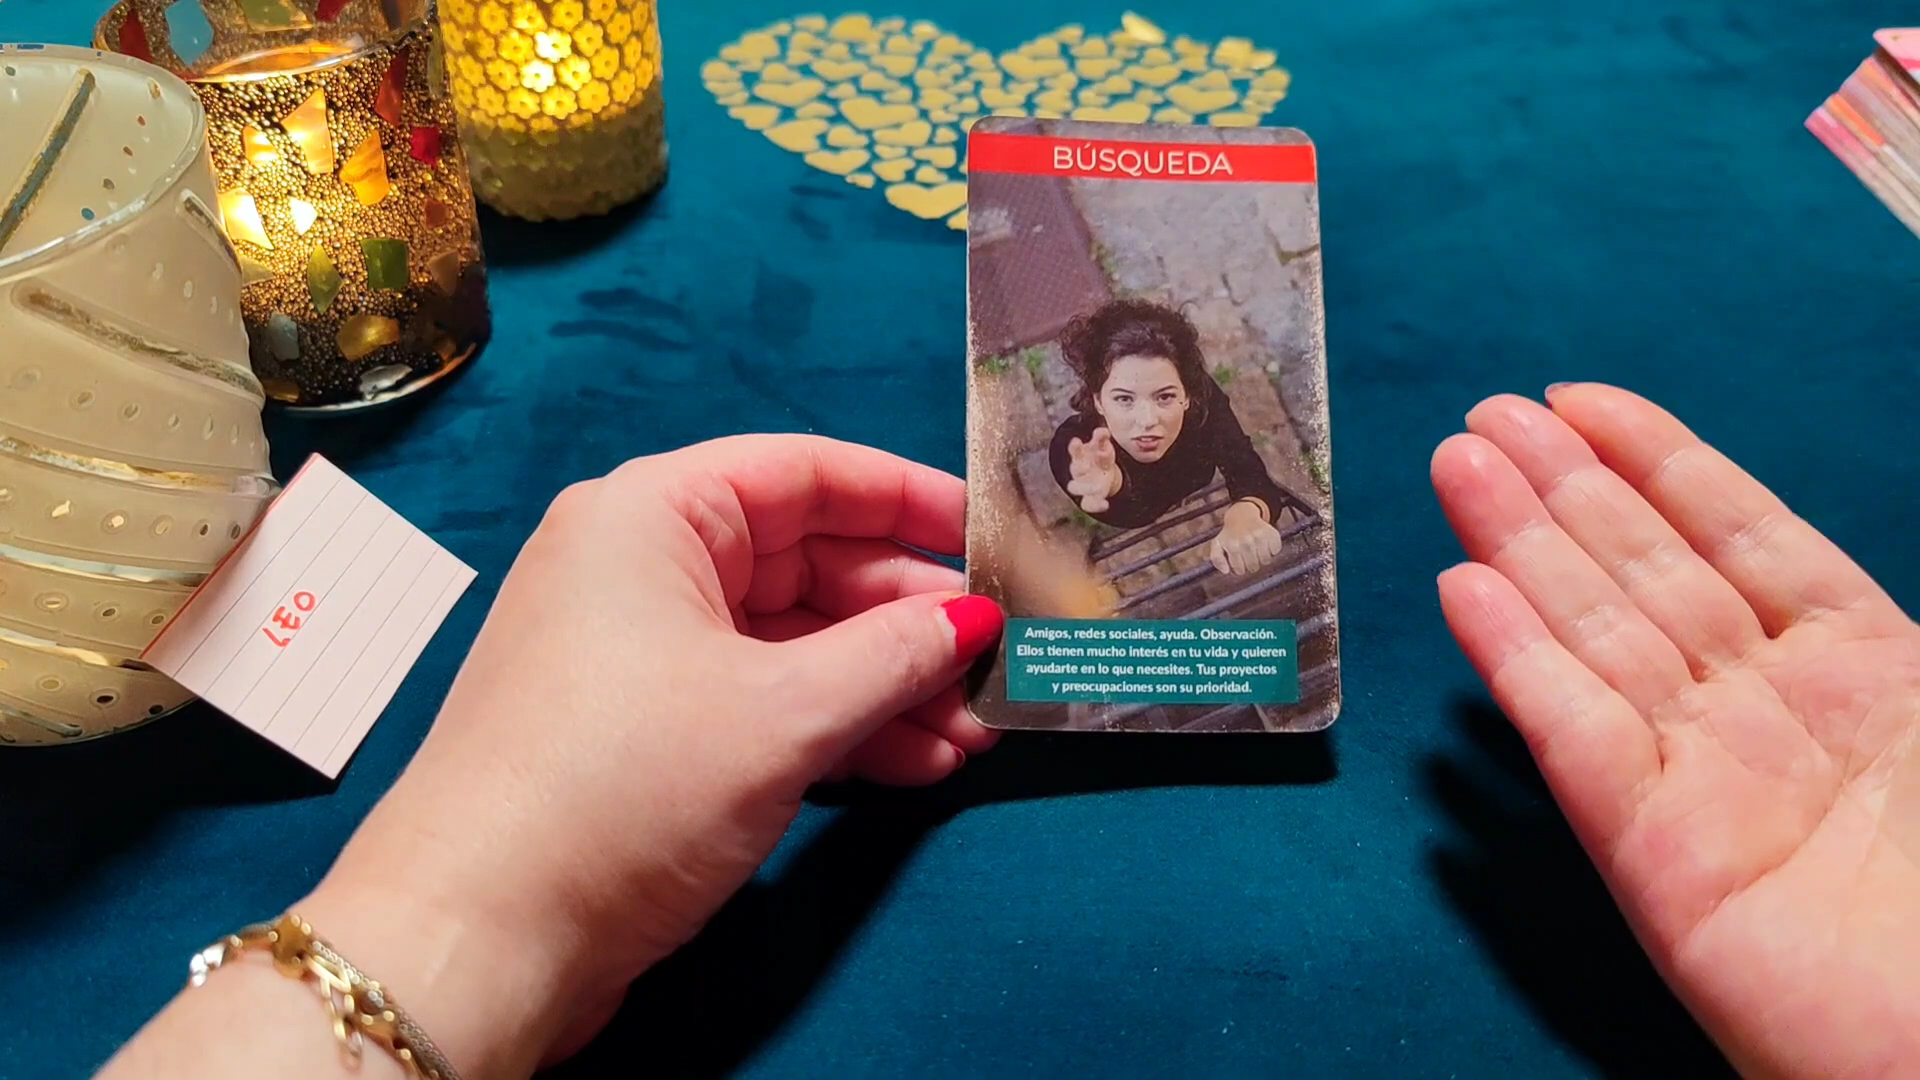 BÚSQUEDA
Amigos, redes sociales, ayuda. Observación.
Ellos tienen mucho interés en tu vida y quieren
ayudarte en lo que necesites. Tus proyectos
y preocupaciones son su prioridad.
LEO